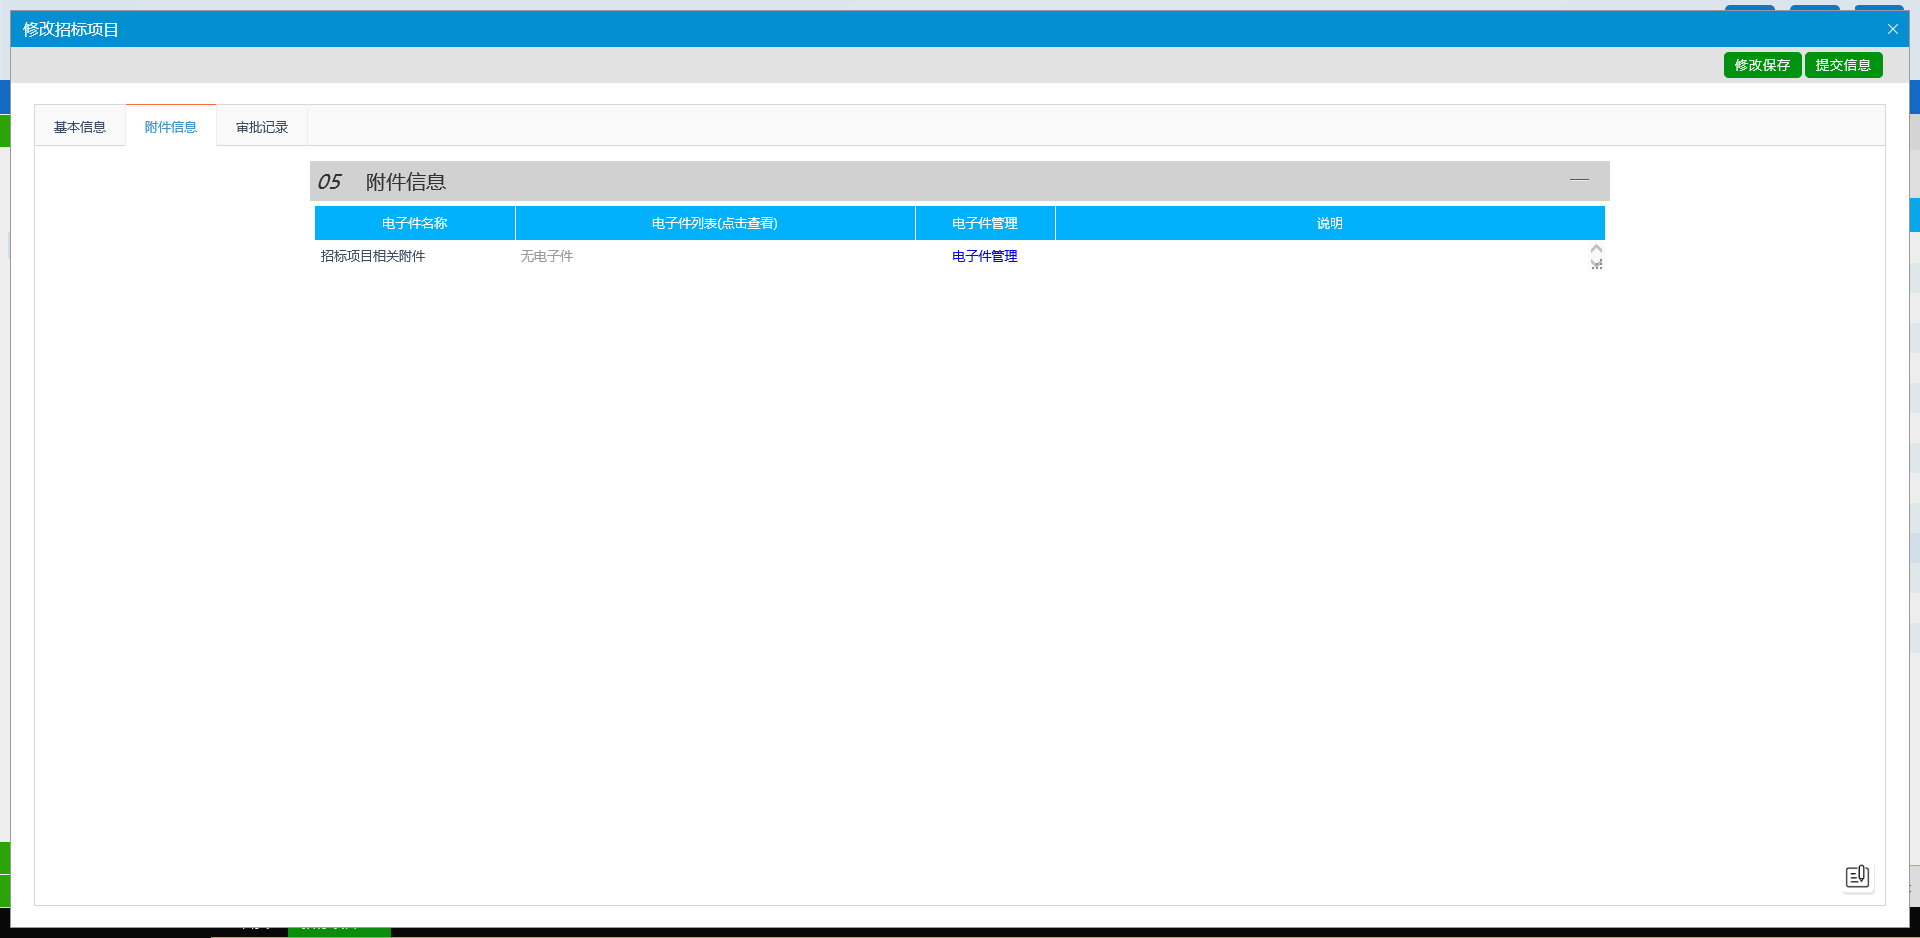 修改招标项目
修改保存 提交信息
基本信息 附件信息 审批记录
05 附件信息
电子件名称 电子件列表(点击查看) 电子件管理 说明
招标项目相关附件 无电子件 电子件管理